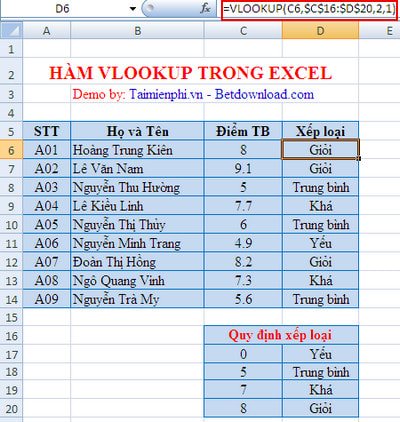 D6 fx =VLOOKUP(C6,$C$16:$D$20,2,1)
A B C D E
1
2 HÀM VLOOKUP TRONG EXCEL
3 Demo by: Taimienphi.vn - Betdownload.com
4
5 STT Họ và Tên Điểm TB Xếp loại
6 A01 Hoàng Trung Kiên 8 Giỏi
7 A02 Lê Văn Nam 9.1 Giỏi
8 A03 Nguyễn Thu Hường 5 Trung bình
9 A04 Lê Kiều Linh 7.7 Khá
10 A05 Nguyễn Thị Thủy 6 Trung bình
11 A06 Nguyễn Minh Trang 4.9 Yếu
12 A07 Đoàn Thị Hồng 8.2 Giỏi
13 A08 Ngô Quang Vinh 7.3 Khá
14 A09 Nguyễn Trà My 5.6 Trung bình
15
16 Quy định xếp loại
17 0 Yếu
18 5 Trung bình
19 7 Khá
20 8 Giỏi